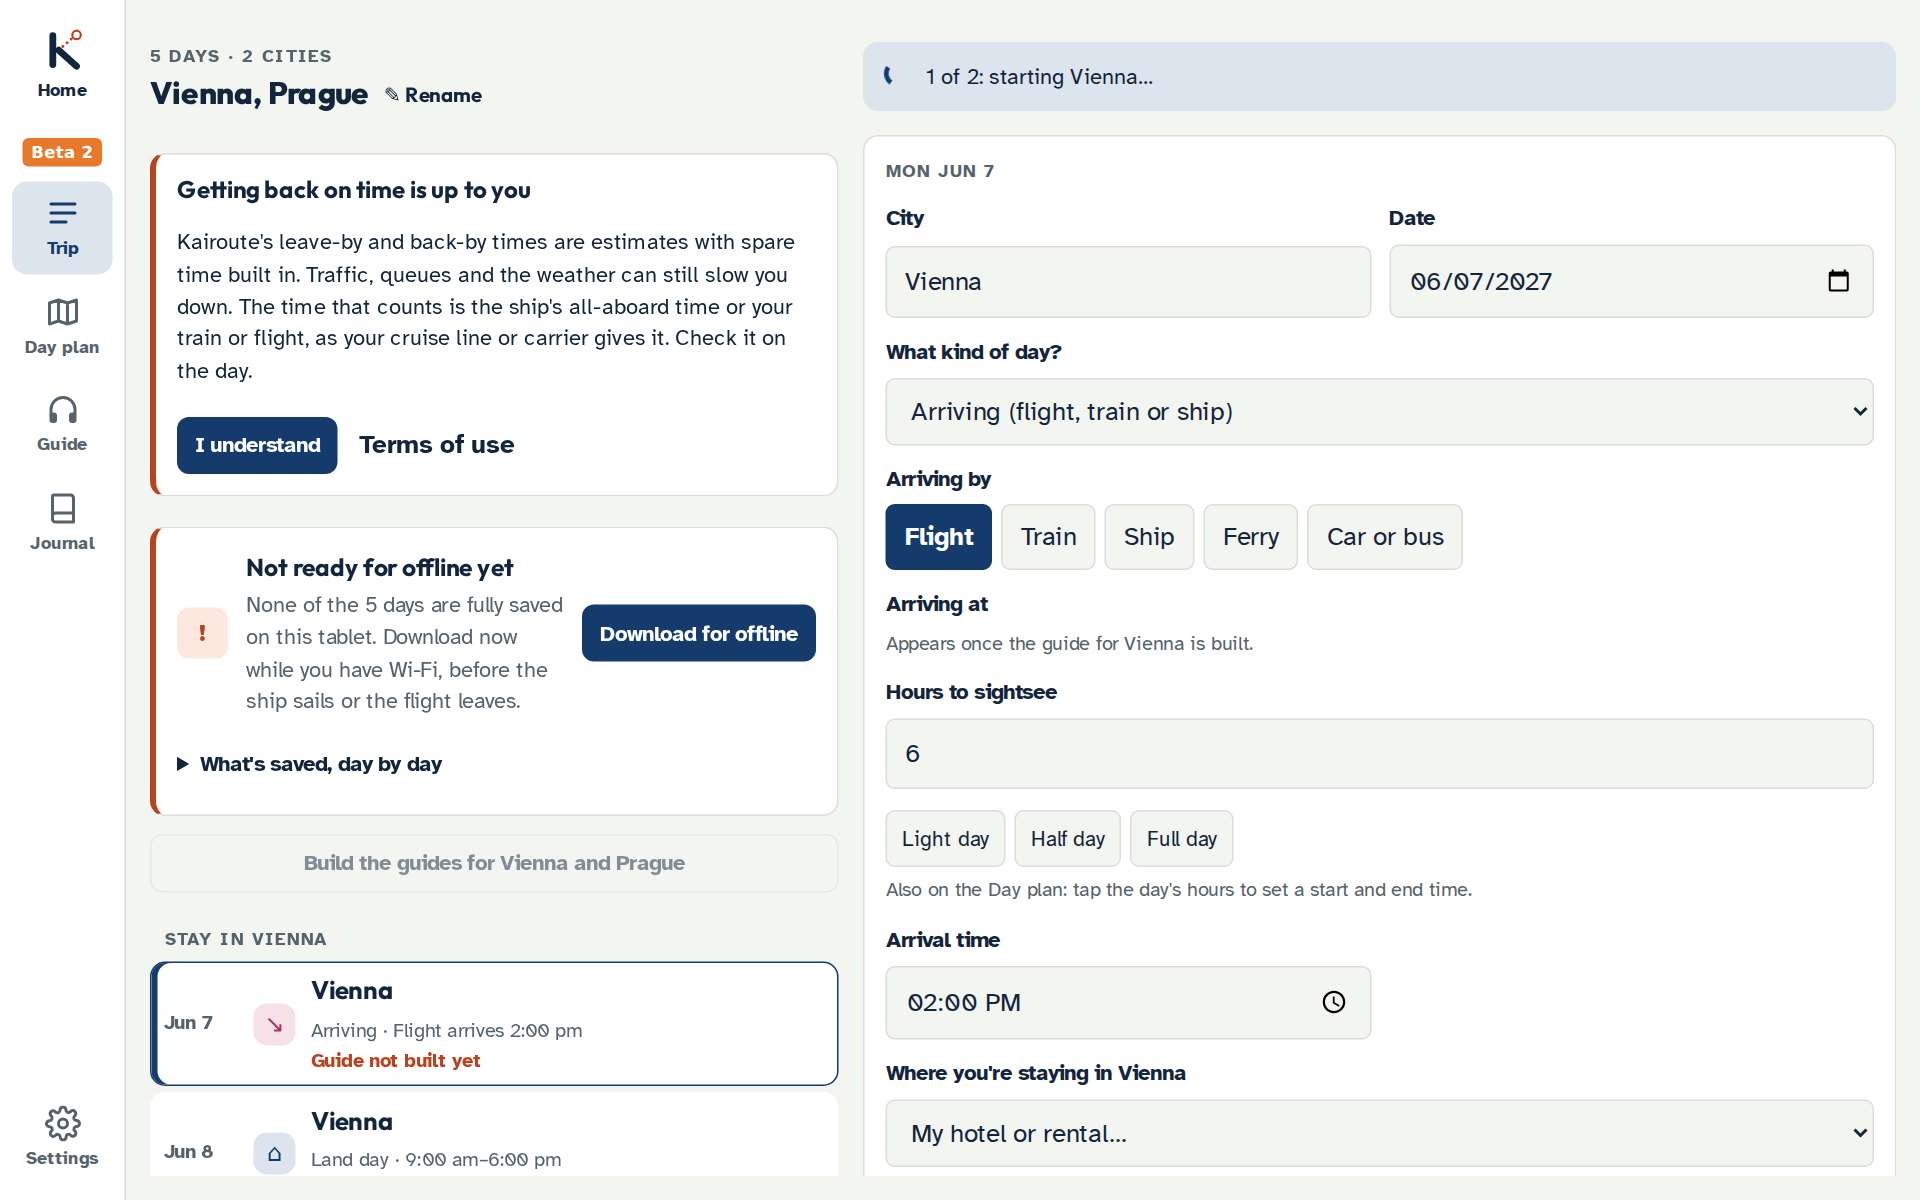 Home
Beta 2
Trip
Day plan
Guide
Journal
Settings
5 DAYS · 2 CITIES
Vienna, Prague ✎ Rename
Getting back on time is up to you
Kairoute's leave-by and back-by times are estimates with spare
time built in. Traffic, queues and the weather can still slow you
down. The time that counts is the ship's all-aboard time or your
train or flight, as your cruise line or carrier gives it. Check it on
the day.
I understand
Terms of use
!
Not ready for offline yet
None of the 5 days are fully saved
on this tablet. Download now
while you have Wi-Fi, before the
ship sails or the flight leaves.
Download for offline
▶ What's saved, day by day
Build the guides for Vienna and Prague
STAY IN VIENNA
Jun 7
Vienna
Arriving · Flight arrives 2:00 pm
Guide not built yet
Jun 8
Vienna
Land day · 9:00 am–6:00 pm
1 of 2: starting Vienna...
MON JUN 7
City
Vienna
Date
06/07/2027
What kind of day?
Arriving (flight, train or ship)
Arriving by
Flight
Train
Ship
Ferry
Car or bus
Arriving at
Appears once the guide for Vienna is built.
Hours to sightsee
6
Light day
Half day
Full day
Also on the Day plan: tap the day's hours to set a start and end time.
Arrival time
02:00 PM
Where you're staying in Vienna
My hotel or rental...